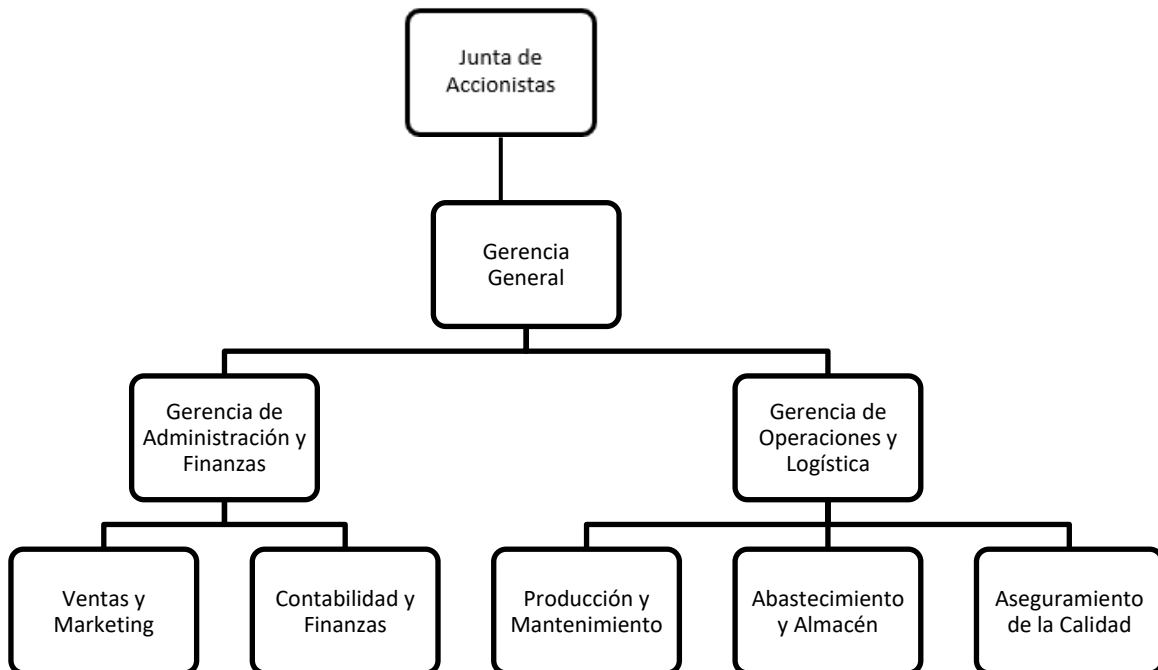 Junta de
Accionistas
Gerencia
General
Gerencia de
Administración y
Finanzas
Gerencia de
Operaciones y
Logística
Ventas y
Marketing
Contabilidad y
Finanzas
Producción y
Mantenimiento
Abastecimiento
y Almacén
Aseguramiento
de la Calidad